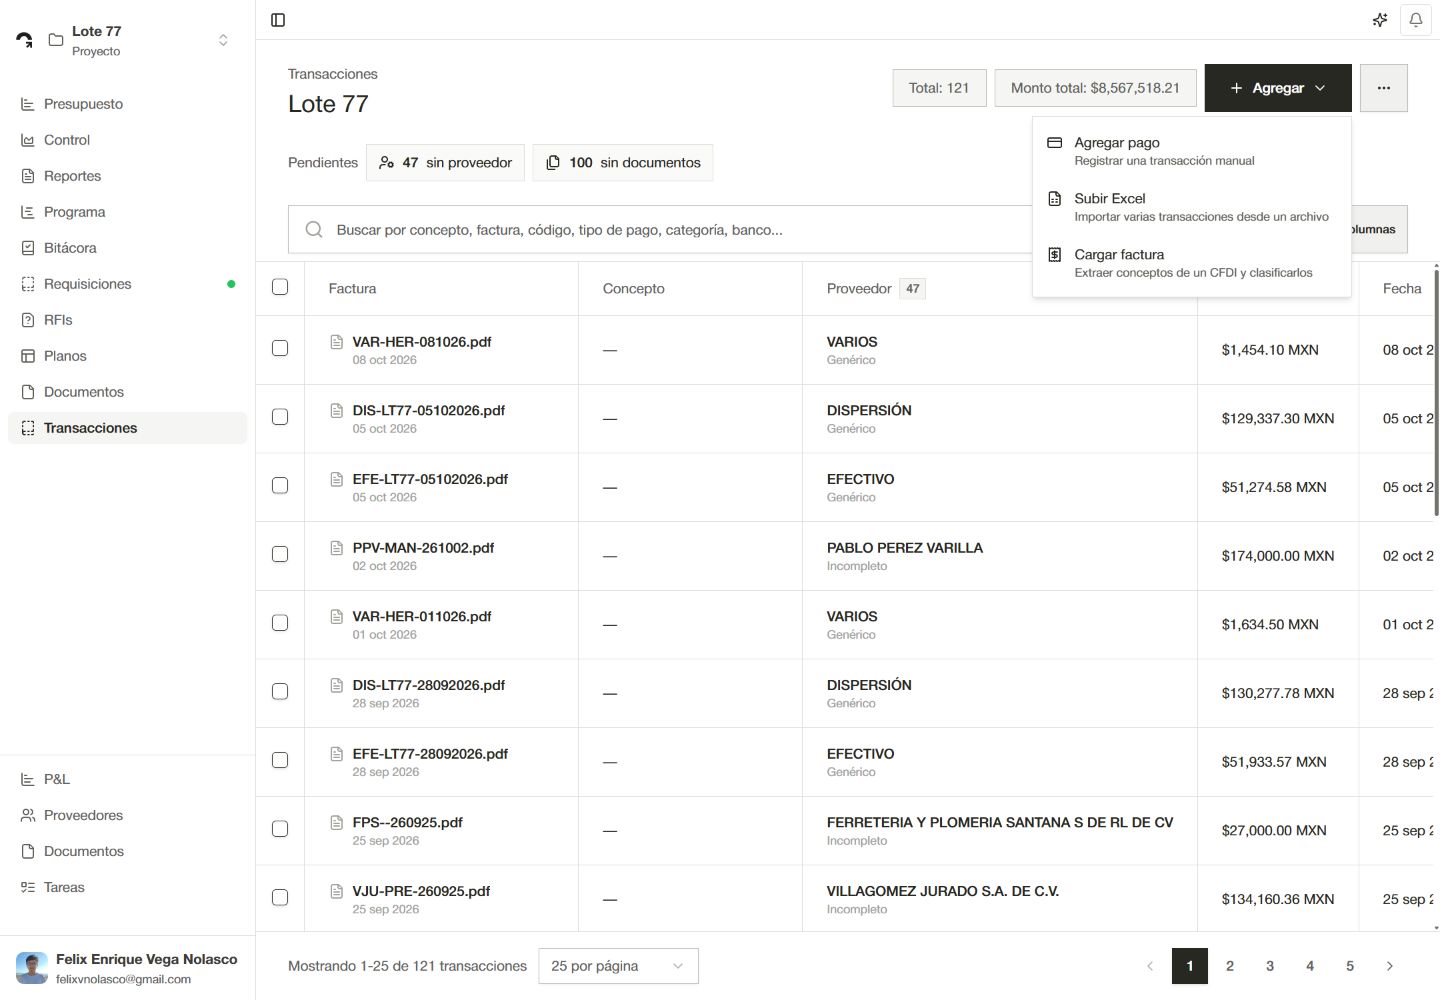 Lote 77
Proyecto
Presupuesto
Control
Reportes
Programa
Bitácora
Requisiciones
RFIs
Planos
Documentos
Transacciones
P&L
Proveedores
Documentos
Tareas
Felix Enrique Vega Nolasco
felixvnolasco@gmail.com
Transacciones
Lote 77
Total: 121
Monto total: $8,567,518.21
Agregar
Agregar pago
Registrar una transacción manual
Subir Excel
Importar varias transacciones desde un archivo
Cargar factura
Extraer conceptos de un CFDI y clasificarlos
Pendientes
47 sin proveedor
100 sin documentos
Buscar por concepto, factura, código, tipo de pago, categoría, banco...
olumnas
Factura Concepto Proveedor 47 Fecha
VAR-HER-081026.pdf — VARIOS $1,454.10 MXN 08 oct 2
08 oct 2026 Genérico
DIS-LT77-05102026.pdf — DISPERSIÓN $129,337.30 MXN 05 oct 2
05 oct 2026 Genérico
EFE-LT77-05102026.pdf — EFECTIVO $51,274.58 MXN 05 oct 2
05 oct 2026 Genérico
PPV-MAN-261002.pdf — PABLO PEREZ VARILLA $174,000.00 MXN 02 oct 2
02 oct 2026 Incompleto
VAR-HER-011026.pdf — VARIOS $1,634.50 MXN 01 oct 2
01 oct 2026 Genérico
DIS-LT77-28092026.pdf — DISPERSIÓN $130,277.78 MXN 28 sep 2
28 sep 2026 Genérico
EFE-LT77-28092026.pdf — EFECTIVO $51,933.57 MXN 28 sep 2
28 sep 2026 Genérico
FPS--260925.pdf — FERRETERIA Y PLOMERIA SANTANA S DE RL DE CV $27,000.00 MXN 25 sep 2
25 sep 2026 Incompleto
VJU-PRE-260925.pdf — VILLAGOMEZ JURADO S.A. DE C.V. $134,160.36 MXN 25 sep 2
25 sep 2026 Incompleto
Mostrando 1-25 de 121 transacciones
25 por página
1 2 3 4 5